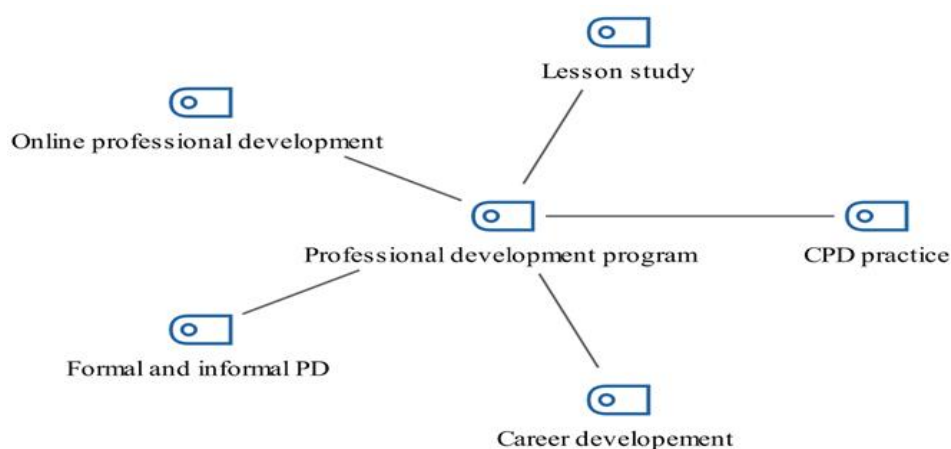 Lesson study
Online professional development
Professional development program
CPD practice
Formal and informal PD
Career developement